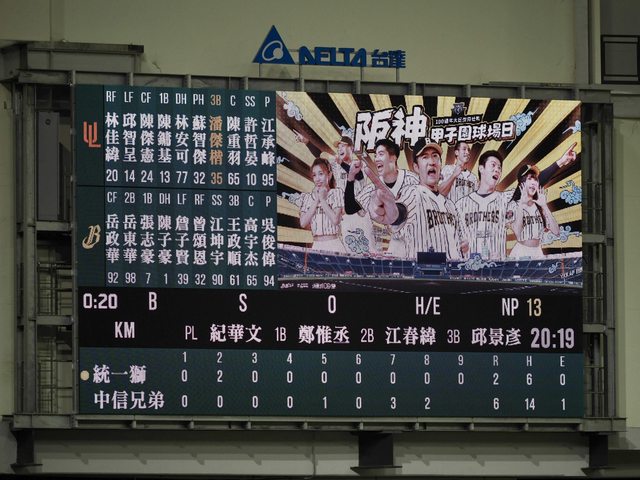 DELTA 台達
RF LF CF 1B DH PH 3B C SS P
林佳緯 邱智呈 陳傑憲 陳鏞基 林安可 蘇智傑 潘傑楷 陳重羽 許哲晏 江承峰
20 14 24 13 77 32 35 65 10 95
CF 2B 1B LF DH RF SS 3B C P
岳政華 岳東華 張志豪 陳子豪 詹子賢 曾頌恩 江坤宇 王政順 高宇杰 吳俊偉
92 98 7 1 39 32 90 61 65 94
阪神 甲子園球場日
BROTHERS
BROTHERS
0:20 B S O H/E NP 13
KM PL 紀華文 1B 鄭惟丞 2B 江春緯 3B 邱景彥 20:19
1 2 3 4 5 6 7 8 9 R H E
統一獅 0 2 0 0 0 0 0 0 0 2 6 0
中信兄弟 0 0 0 0 1 0 3 2 6 14 1